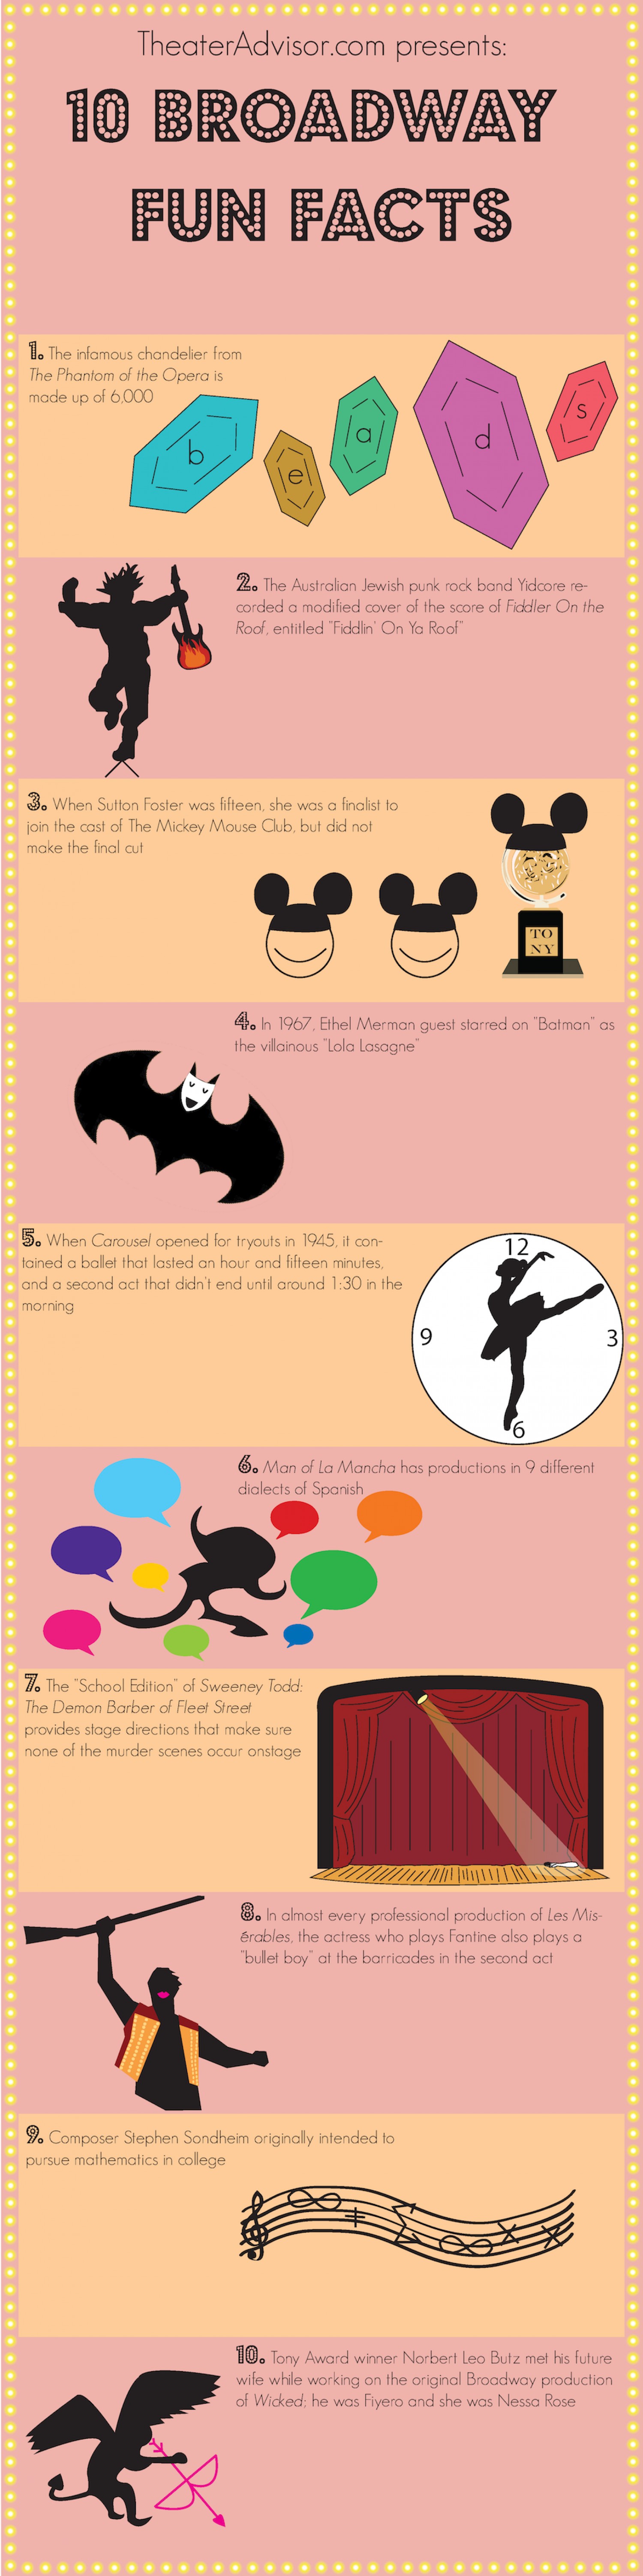 TheaterAdvisor.com presents:
10 BROADWAY
FUN FACTS
1. The infamous chandelier from
The Phantom of the Opera is
made up of 6,000
b e a d s
2. The Australian Jewish punk rock band Yidcore re-
corded a modified cover of the score of Fiddler On the
Roof, entitled "Fiddlin' On Ya Roof"
3. When Sutton Foster was fifteen, she was a finalist to
join the cast of The Mickey Mouse Club, but did not
make the final cut
TO
NY
4. In 1967, Ethel Merman guest starred on "Batman" as
the villainous "Lola Lasagne"
5. When Carousel opened for tryouts in 1945, it con-
tained a ballet that lasted an hour and fifteen minutes,
and a second act that didn't end until around 1:30 in the
morning
12
9 3
6
6. Man of La Mancha has productions in 9 different
dialects of Spanish
7. The "School Edition" of Sweeney Todd:
The Demon Barber of Fleet Street
provides stage directions that make sure
none of the murder scenes occur onstage
8. In almost every professional production of Les Mis-
érables, the actress who plays Fantine also plays a
"bullet boy" at the barricades in the second act
9. Composer Stephen Sondheim originally intended to
pursue mathematics in college
10. Tony Award winner Norbert Leo Butz met his future
wife while working on the original Broadway production
of Wicked; he was Fiyero and she was Nessa Rose